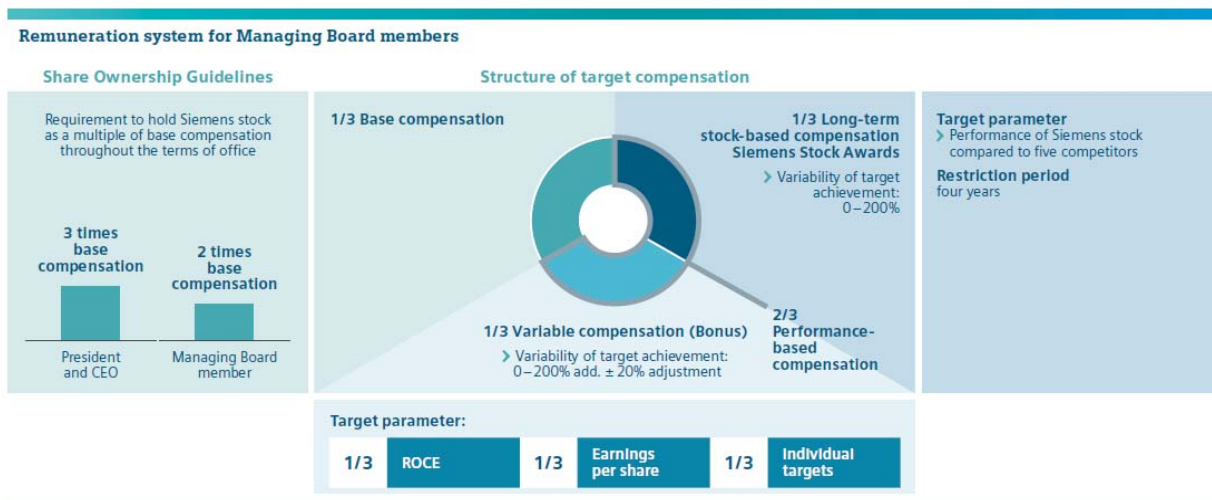 Remuneration system for Managing Board members
Share Ownership Guidelines
Requirement to hold Siemens stock
as a multiple of base compensation
throughout the terms of office
3 times
base
compensation
2 times
base
compensation
President
and CEO
Managing Board
member
Structure of target compensation
1/3 Base compensation
1/3 Long-term
stock-based compensation
Siemens Stock Awards
> Variability of target
achievement:
0–200%
1/3 Variable compensation (Bonus)
> Variability of target achievement:
0–200% add. ± 20% adjustment
2/3
Performance-
based
compensation
Target parameter
> Performance of Siemens stock
compared to five competitors
Restriction period
four years
Target parameter:
1/3 ROCE
1/3 Earnings
per share
1/3 Individual
targets